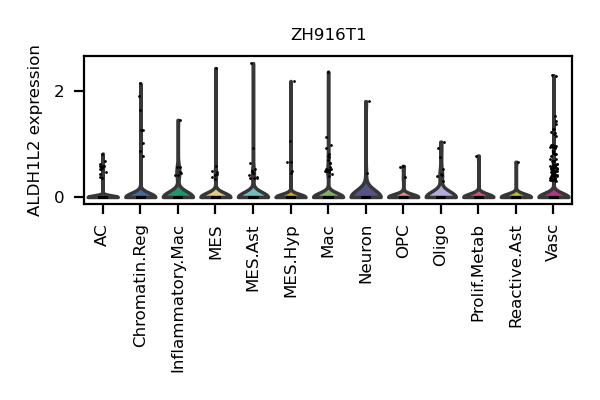 ZH916T1
ALDH1L2 expression
2
0
AC
Chromatin.Reg
Inflammatory.Mac
MES
MES.Ast
MES.Hyp
Mac
Neuron
OPC
Oligo
Prolif.Metab
Reactive.Ast
Vasc